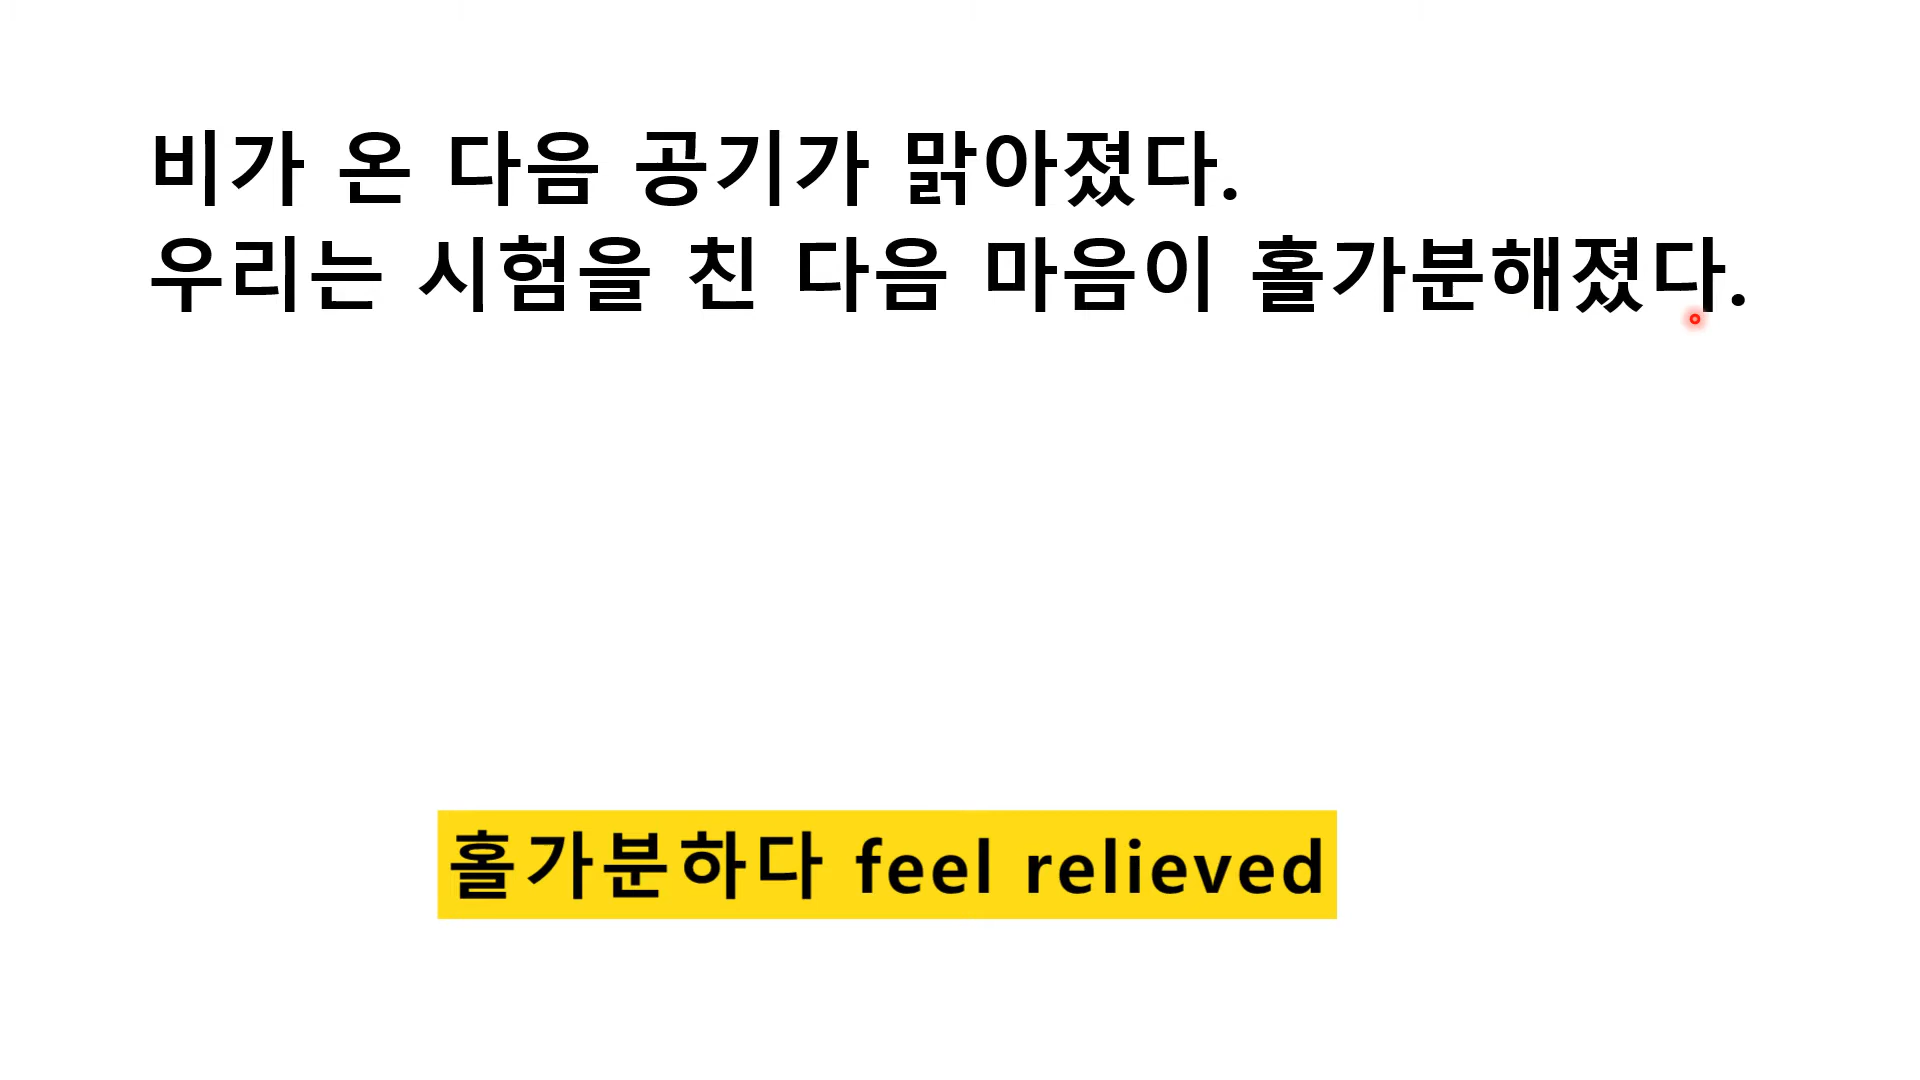 비가 온 다음 공기가 맑아졌다.
우리는 시험을 친 다음 마음이 홀가분해졌다.
홀가분하다 feel relieved